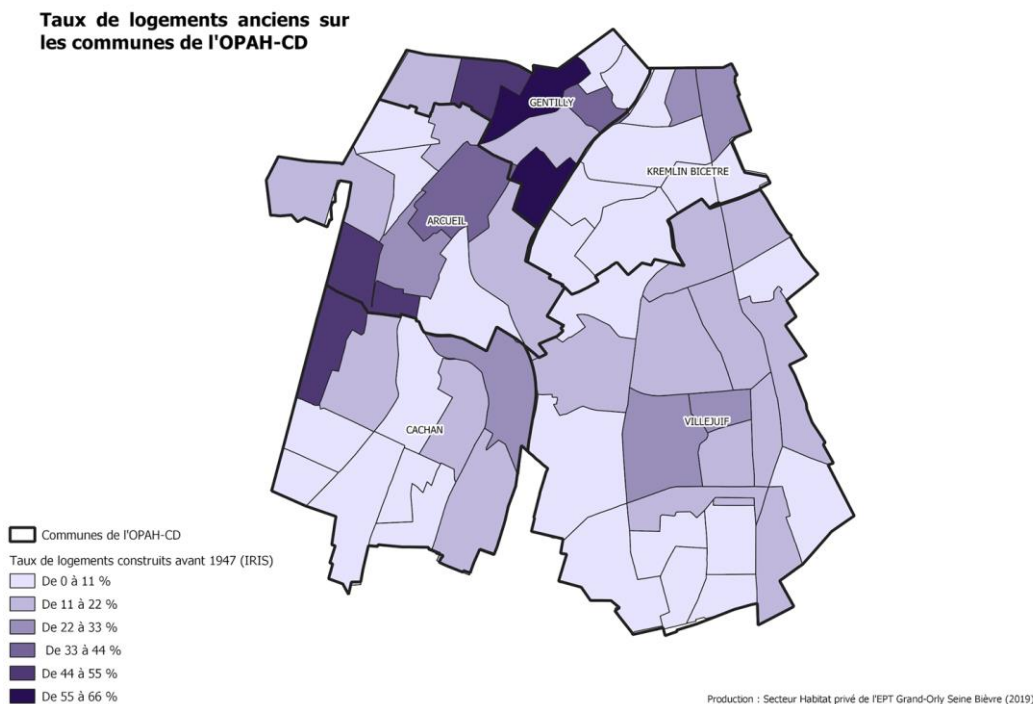 Taux de logements anciens sur
les communes de l'OPAH-CD
GENTILLY
KREMLIN BICETRE
ARCUEIL
VILLEJUIF
CACHAN
Communes de l'OPAH-CD
Taux de logements construits avant 1947 (IRIS)
De 0 à 11 %
De 11 à 22 %
De 22 à 33 %
De 33 à 44 %
De 44 à 55 %
De 55 à 66 %
Production : Secteur Habitat privé de l'EPT Grand-Orly Seine Bièvre (2019)